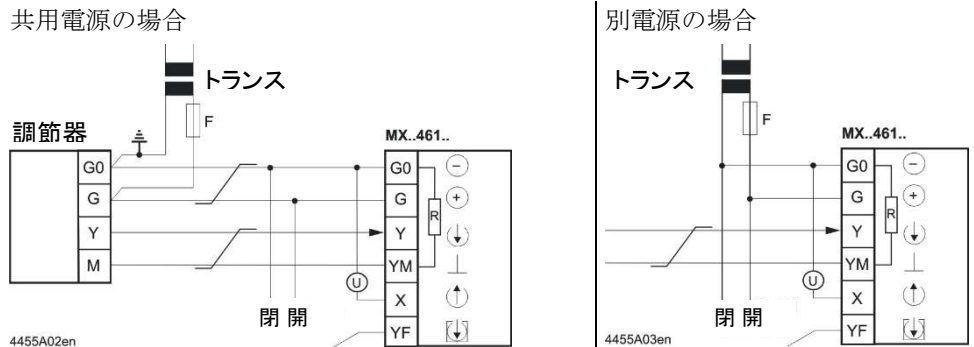 共用電源の場合
トランス
F
調節器
MX..461..
G0
G
Y
M
G0
G
Y
YM
X
YF
R
U
閉 開
4455A02en
別電源の場合
トランス
F
MX..461..
G0
G
Y
YM
X
YF
R
U
閉 開
4455A03en